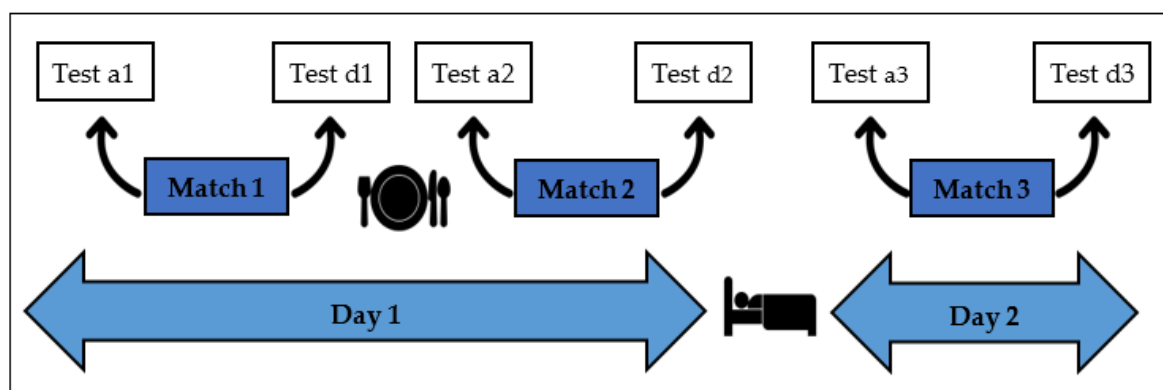 Test a1
Test d1
Test a2
Test d2
Test a3
Test d3
Match 1
Match 2
Match 3
Day 1
Day 2